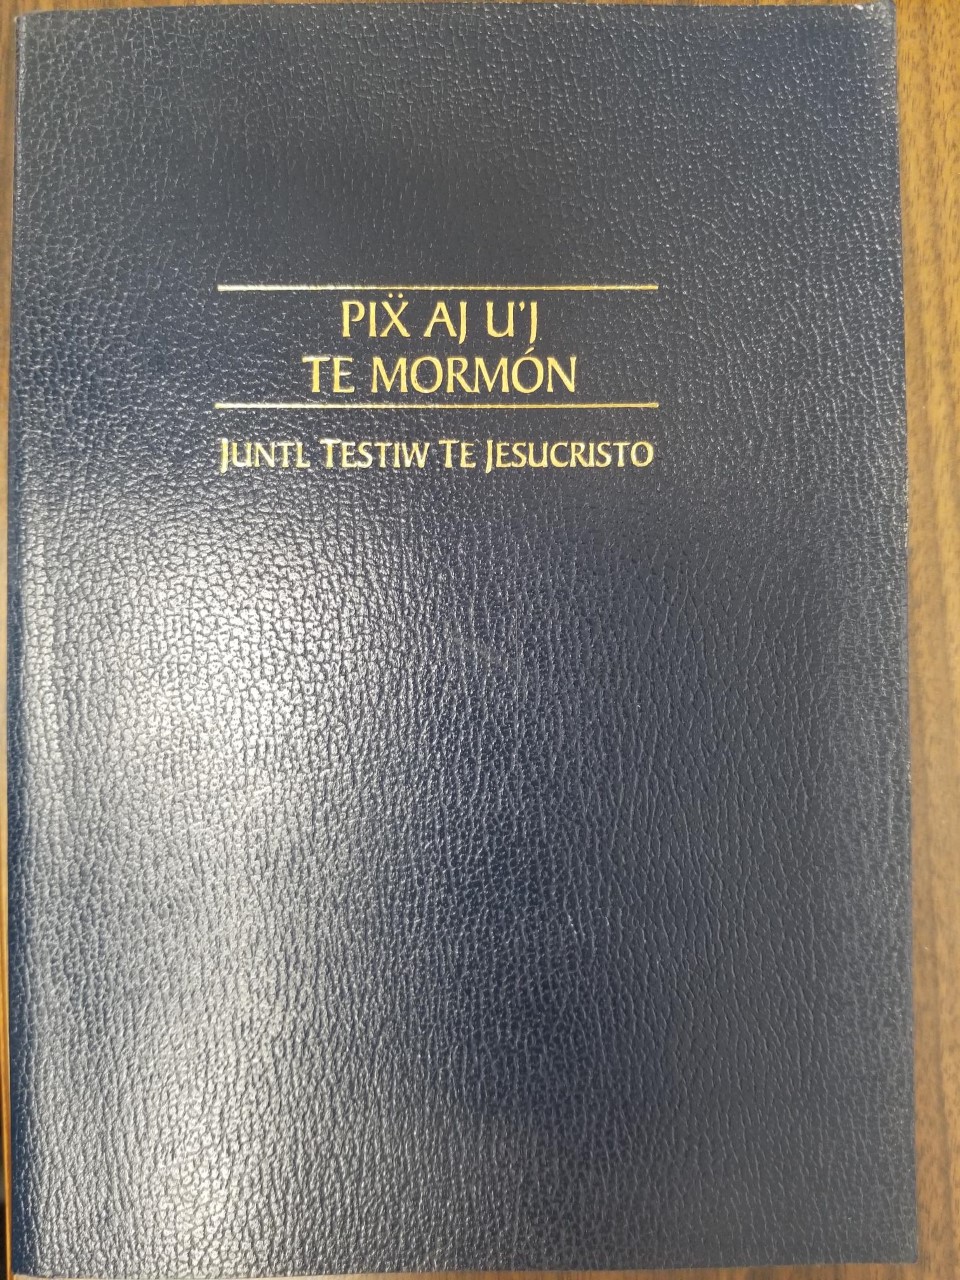 PIẌ AJ U'J
TE MORMÓN
JUNTL TESTIW TE JESUCRISTO